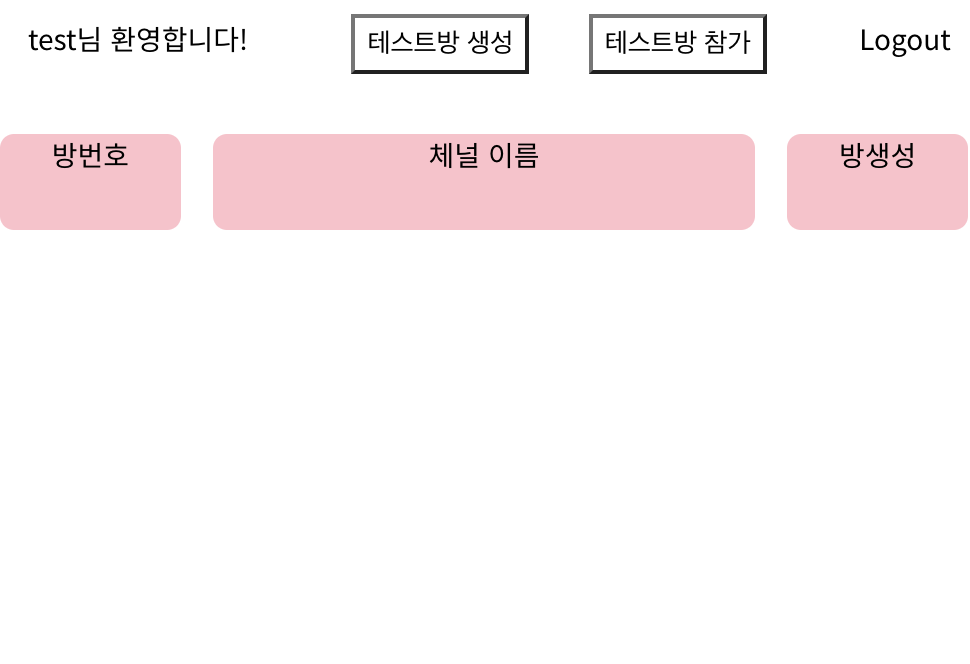 test님 환영합니다!
테스트방 생성
테스트방 참가
Logout
방번호
체널 이름
방생성